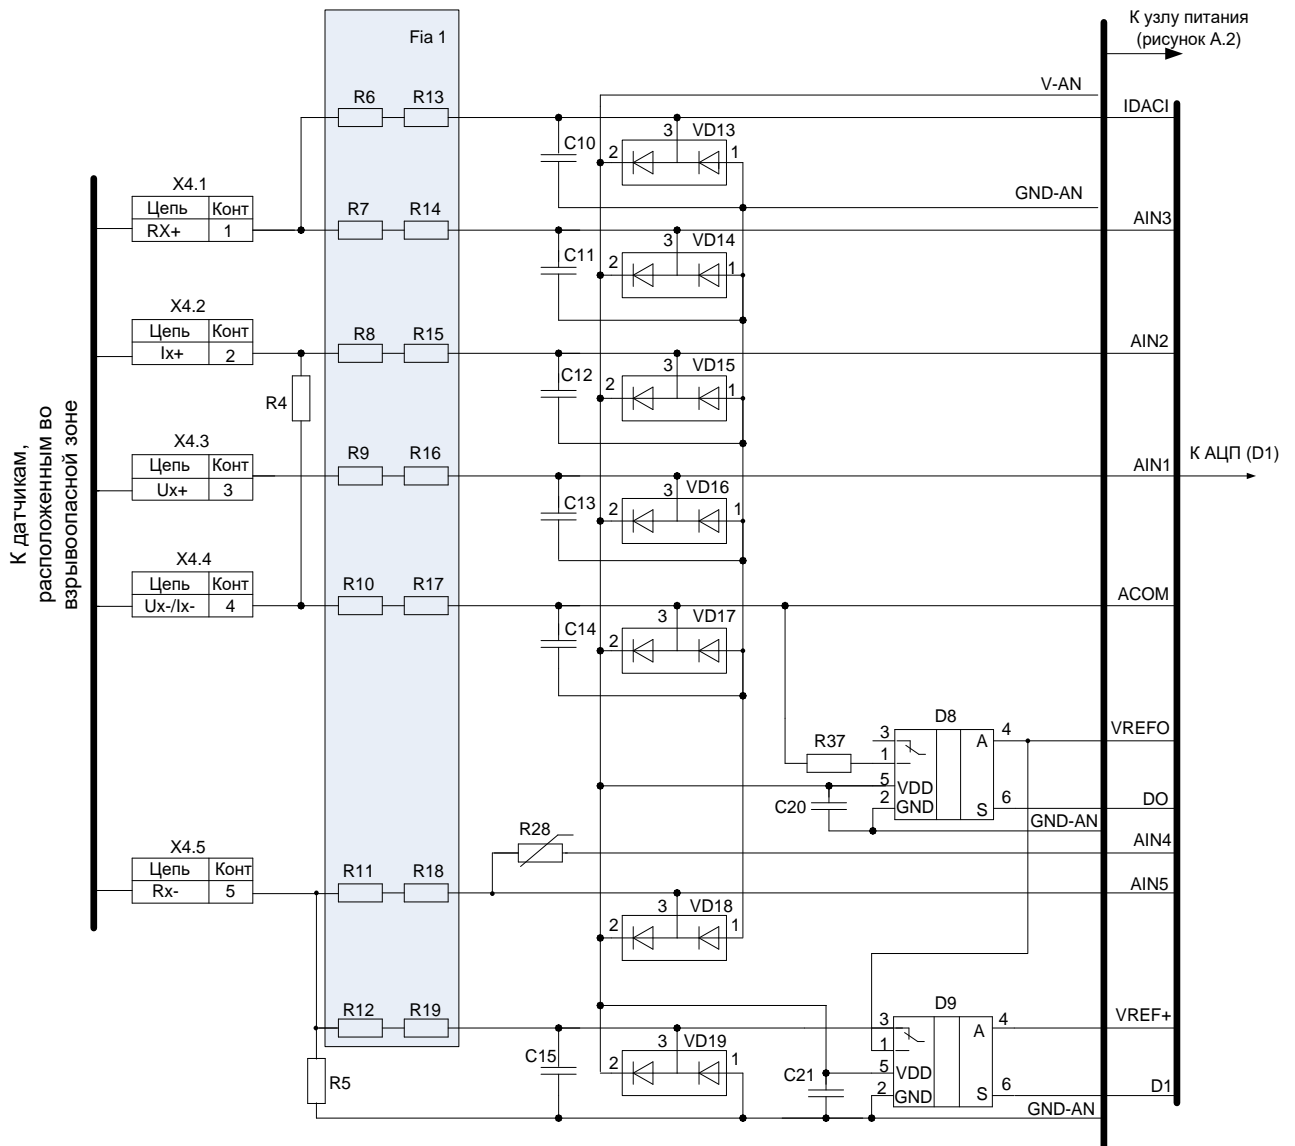 К узлу питания
(рисунок А.2)
Fia 1
V-AN
R6 R13
IDACI
C10
3 VD13
2 1
X4.1
Цепь Конт
RX+ 1
R7 R14
GND-AN
AIN3
C11
3 VD14
2 1
X4.2
Цепь Конт
Ix+ 2
R8 R15
AIN2
C12
3 VD15
2 1
R4
X4.3
Цепь Конт
Ux+ 3
R9 R16
AIN1
К АЦП (D1)
C13
3 VD16
2 1
К датчикам,
расположенным во
взрывоопасной зоне
X4.4
Цепь Конт
Ux-/Ix- 4
R10 R17
ACOM
C14
3 VD17
2 1
D8
3 A 4
VREFO
R37
1
5 VDD
2 GND
S 6
C20
DO
GND-AN
R28
AIN4
X4.5
Цепь Конт
Rx- 5
R11 R18
AIN5
3 VD18
2 1
D9
R12 R19
3 A 4
VREF+
1
C15
3 VD19
2 1
R5
C21
5 VDD
2 GND
S 6
D1
GND-AN